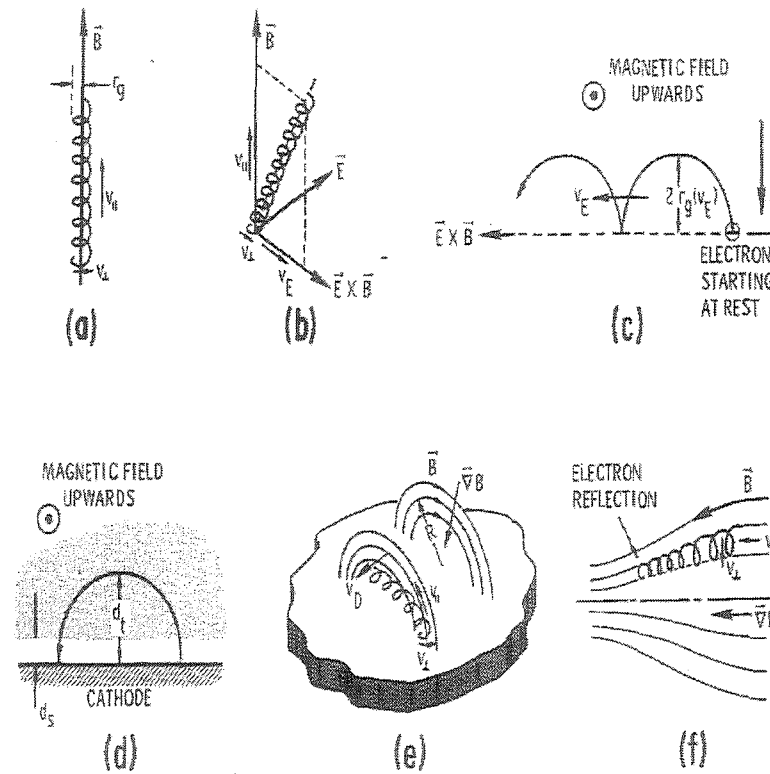 B⃗
r_g
v_∥
v_⊥
(a)
B⃗
v_∥
E⃗
v_⊥
v_E
E⃗ X B⃗
(b)
MAGNETIC FIELD
UPWARDS
v_E
2 r_g(v_E)
E⃗ X B⃗
ELECTRON
STARTING
AT REST
(c)
MAGNETIC FIELD
UPWARDS
d_t
CATHODE
d_s
(d)
B⃗
∇⃗B
R
v_D
v_∥
v_⊥
(e)
ELECTRON
REFLECTION
B⃗
v_⊥
(f)